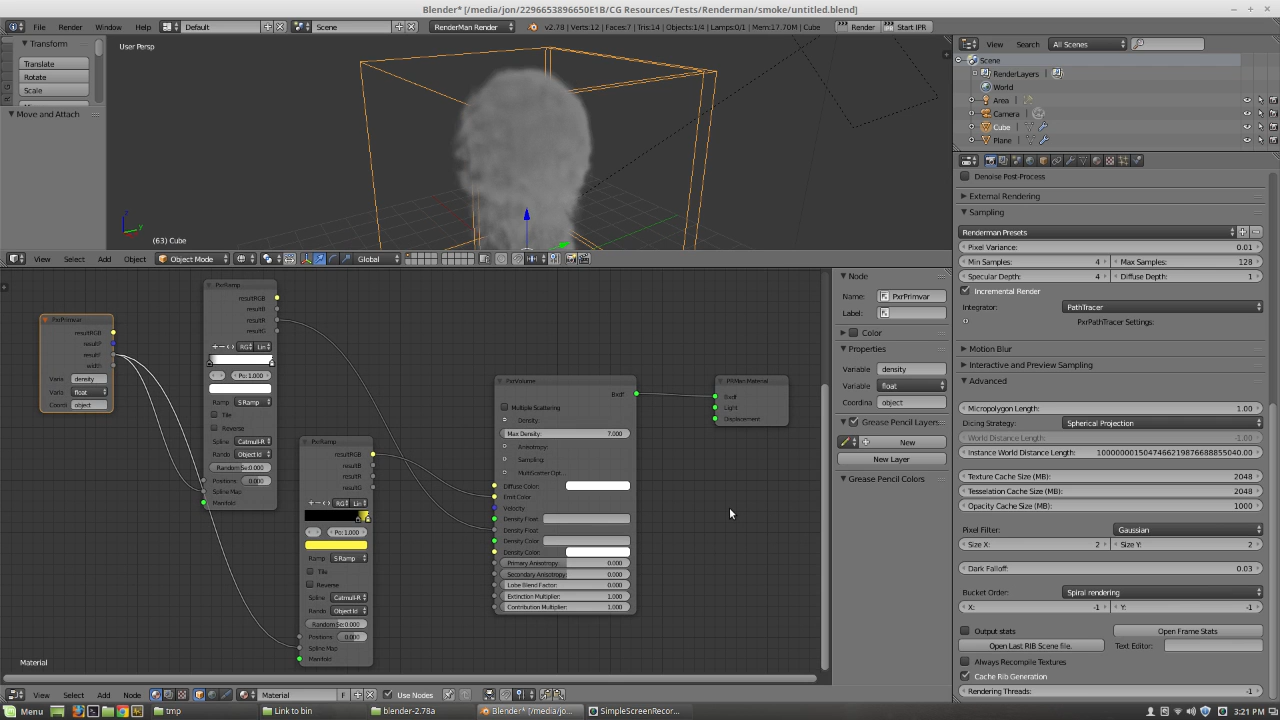 Blender* [/media/jon/2296653896650E1B/CG Resources/Tests/Renderman/smoke/untitled.blend]
File Render Window Help Default Scene RenderMan Render v2.78 | Verts:12 | Faces:7 | Tris:14 | Objects:1/4 | Lamps:0/1 | Mem:17.70M | Cube Render Start IPR
Transform
Translate
Rotate
Scale
Move and Attach
User Persp
(63) Cube
View Select Add Object Object Mode Global
View Search All Scenes
Scene
RenderLayers
World
Area
Camera
Cube
Plane
PxrPrimvar
resultRGB
resultP
resultF
width
Varia density
Varia float
Coordi object
PxrRamp
resultRGB
resultB
resultR
resultG
RG Lin
Po: 1.000
Ramp S Ramp
Tile
Reverse
Spline Catmull-R
Rando Object Id
Random Se:0.000
Positions 0.000
Spline Map
Manifold
PxrRamp
resultRGB
resultB
resultR
resultG
RG Lin
Po: 1.000
Ramp S Ramp
Tile
Reverse
Spline Catmull-R
Rando Object Id
Random Se:0.000
Positions 0.000
Spline Map
Manifold
PxrVolume
Bxdf
Multiple Scattering
Density
Max Density: 7.000
Anisotropy:
Sampling:
MultiScatter Opt...
Diffuse Color:
Emit Color
Velocity
Density Float:
Density Float:
Density Color:
Density Color:
Primary Anisotropy: 0.000
Secondary Anisotropy: 0.000
Lobe Blend Factor: 0.000
Extinction Multiplier: 1.000
Contribution Multiplier: 1.000
PRMan Material
Bxdf
Light
Displacement
Material
Node
Name: PxrPrimvar
Label:
Color
Properties
Variable density
Variable float
Coordina object
Grease Pencil Layers
New
New Layer
Grease Pencil Colors
Denoise Post-Process
External Rendering
Sampling
Renderman Presets
Pixel Variance: 0.01
Min Samples: 4 Max Samples: 128
Specular Depth: 4 Diffuse Depth: 1
Incremental Render
Integrator: PathTracer
PxrPathTracer Settings:
Motion Blur
Interactive and Preview Sampling
Advanced
Micropolygon Length: 1.00
Dicing Strategy: Spherical Projection
World Distance Length: -1.00
Instance World Distance Length: 1000000015047466219876688855040.00
Texture Cache Size (MB): 2048
Tesselation Cache Size (MB): 2048
Opacity Cache Size (MB): 1000
Pixel Filter: Gaussian
Size X: 2 Size Y: 2
Dark Falloff: 0.03
Bucket Order: Spiral rendering
X: -1 Y: -1
Output stats Open Frame Stats
Open Last RIB Scene file. Text Editor:
Always Recompile Textures
Cache Rib Generation
Rendering Threads: -1
View Select Add Node Material F Use Nodes
Menu tmp Link to bin blender-2.78a Blender* [/media/jo... SimpleScreenRecor... 3:21 PM